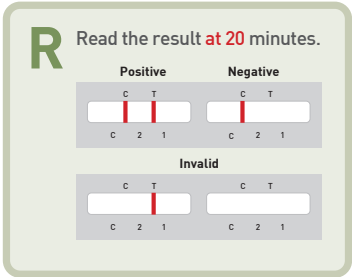 R
Read the result at 20 minutes.
Positive Negative
C T C T
C 2 1 C 2 1
Invalid
C T C T
C 2 1 C 2 1